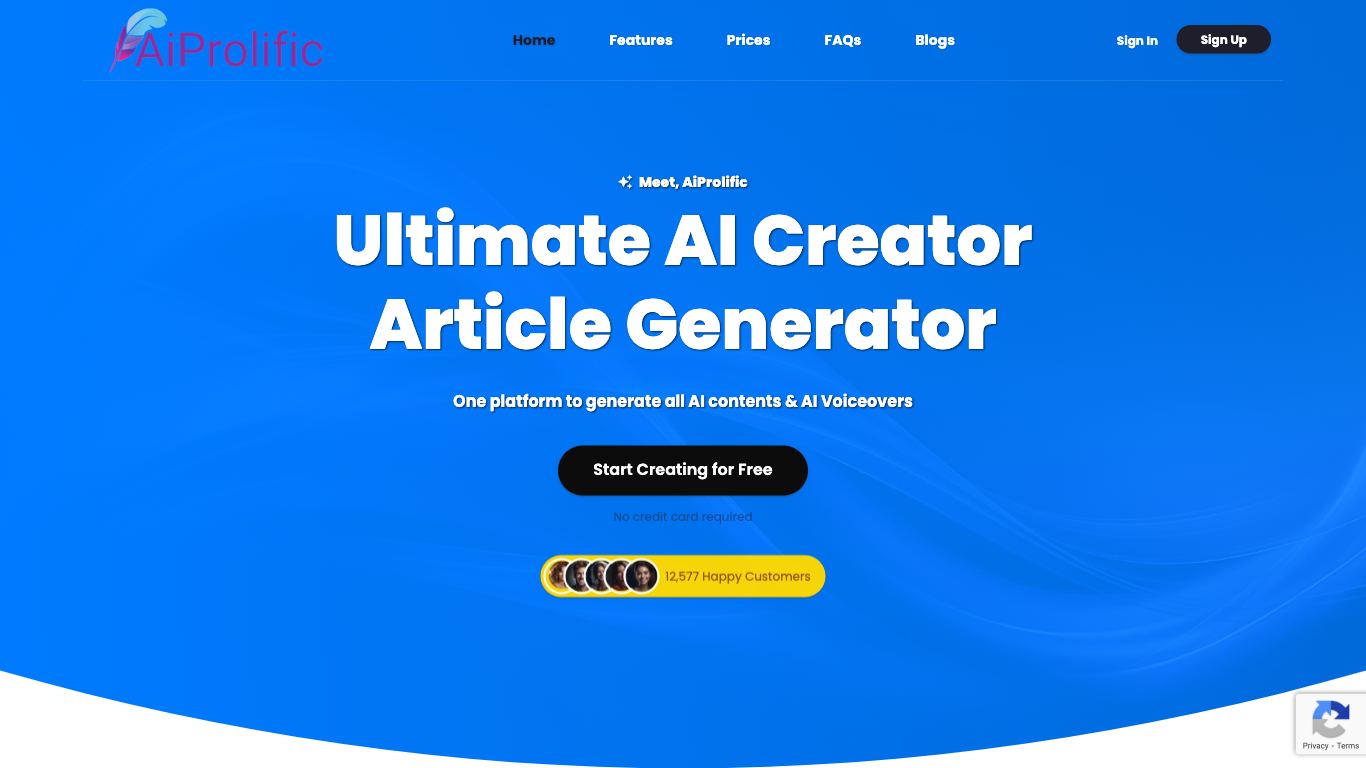 AiProlific
Home
Features
Prices
FAQs
Blogs
Sign In
Sign Up
Meet, AiProlific
Ultimate AI Creator
Article Generator
One platform to generate all AI contents & AI Voiceovers
Start Creating for Free
No credit card required
12,577 Happy Customers
Privacy - Terms